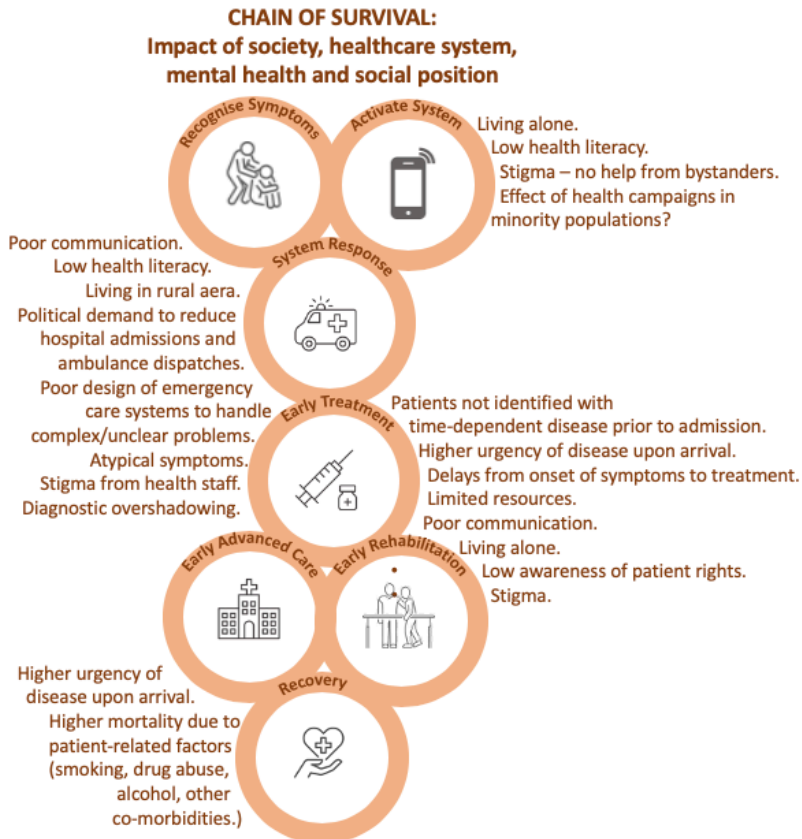 CHAIN OF SURVIVAL:
Impact of society, healthcare system,
mental health and social position
Recognise Symptoms
Activate System
Living alone.
Low health literacy.
Stigma – no help from bystanders.
Effect of health campaigns in
minority populations?
System Response
Poor communication.
Low health literacy.
Living in rural aera.
Political demand to reduce
hospital admissions and
ambulance dispatches.
Poor design of emergency
care systems to handle
complex/unclear problems.
Atypical symptoms.
Stigma from health staff.
Diagnostic overshadowing.
Early Treatment
Patients not identified with
time-dependent disease prior to admission.
Higher urgency of disease upon arrival.
Delays from onset of symptoms to treatment.
Limited resources.
Poor communication.
Living alone.
Low awareness of patient rights.
Stigma.
Early Advanced Care
Early Rehabilitation
Higher urgency of
disease upon arrival.
Higher mortality due to
patient-related factors
(smoking, drug abuse,
alcohol, other
co-morbidities.)
Recovery